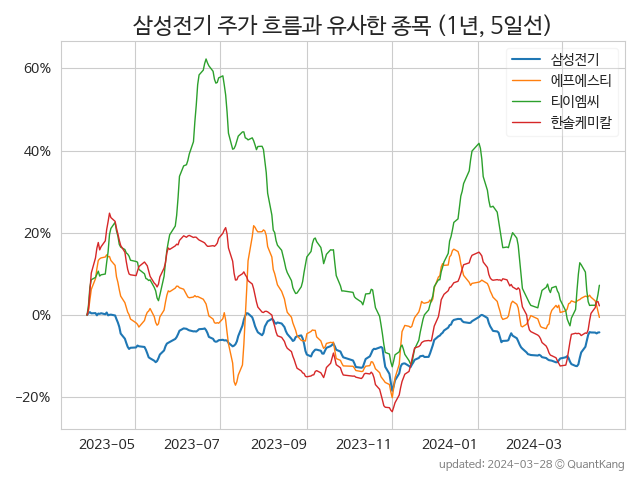 삼성전기 주가 흐름과 유사한 종목 (1년, 5일선)
삼성전기
에프에스티
티이엠씨
한솔케미칼
60%
40%
20%
0%
−20%
2023-05 2023-07 2023-09 2023-11 2024-01 2024-03
updated: 2024-03-28 © QuantKang